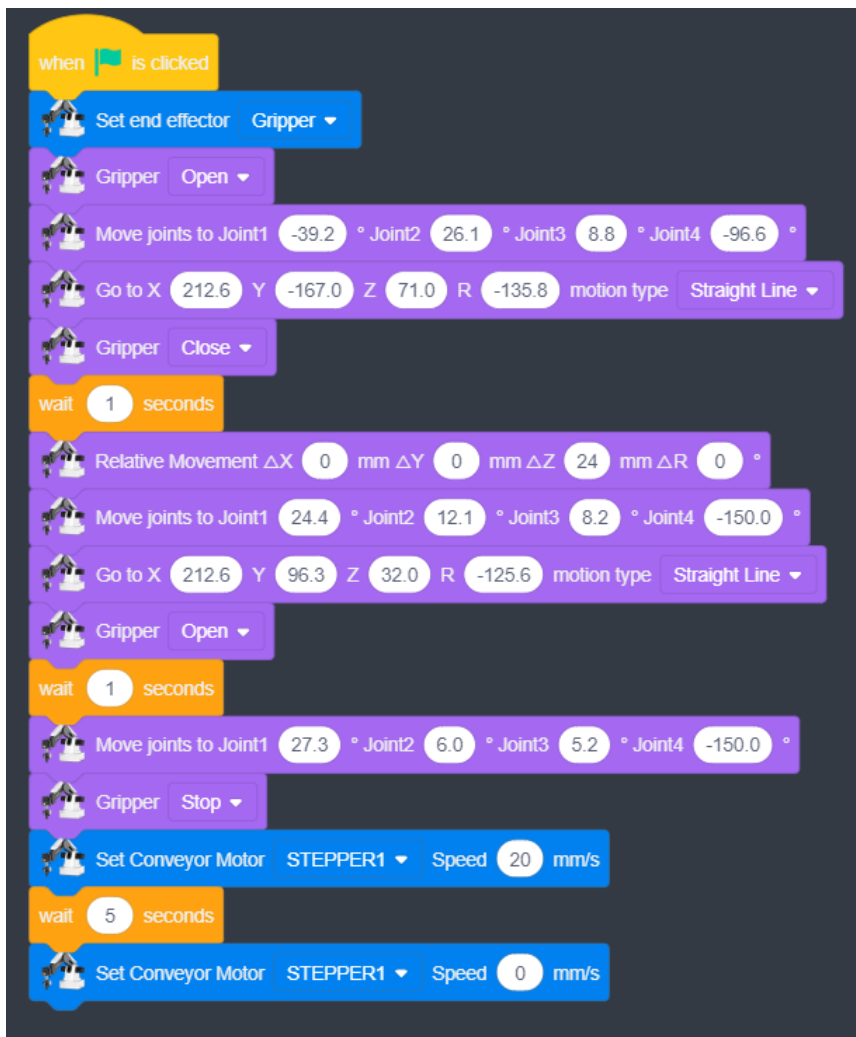 when is clicked
Set end effector Gripper
Gripper Open
Move joints to Joint1 -39.2 ° Joint2 26.1 ° Joint3 8.8 ° Joint4 -96.6 °
Go to X 212.6 Y -167.0 Z 71.0 R -135.8 motion type Straight Line
Gripper Close
wait 1 seconds
Relative Movement △X 0 mm △Y 0 mm △Z 24 mm △R 0 °
Move joints to Joint1 24.4 ° Joint2 12.1 ° Joint3 8.2 ° Joint4 -150.0 °
Go to X 212.6 Y 96.3 Z 32.0 R -125.6 motion type Straight Line
Gripper Open
wait 1 seconds
Move joints to Joint1 27.3 ° Joint2 6.0 ° Joint3 5.2 ° Joint4 -150.0 °
Gripper Stop
Set Conveyor Motor STEPPER1 Speed 20 mm/s
wait 5 seconds
Set Conveyor Motor STEPPER1 Speed 0 mm/s